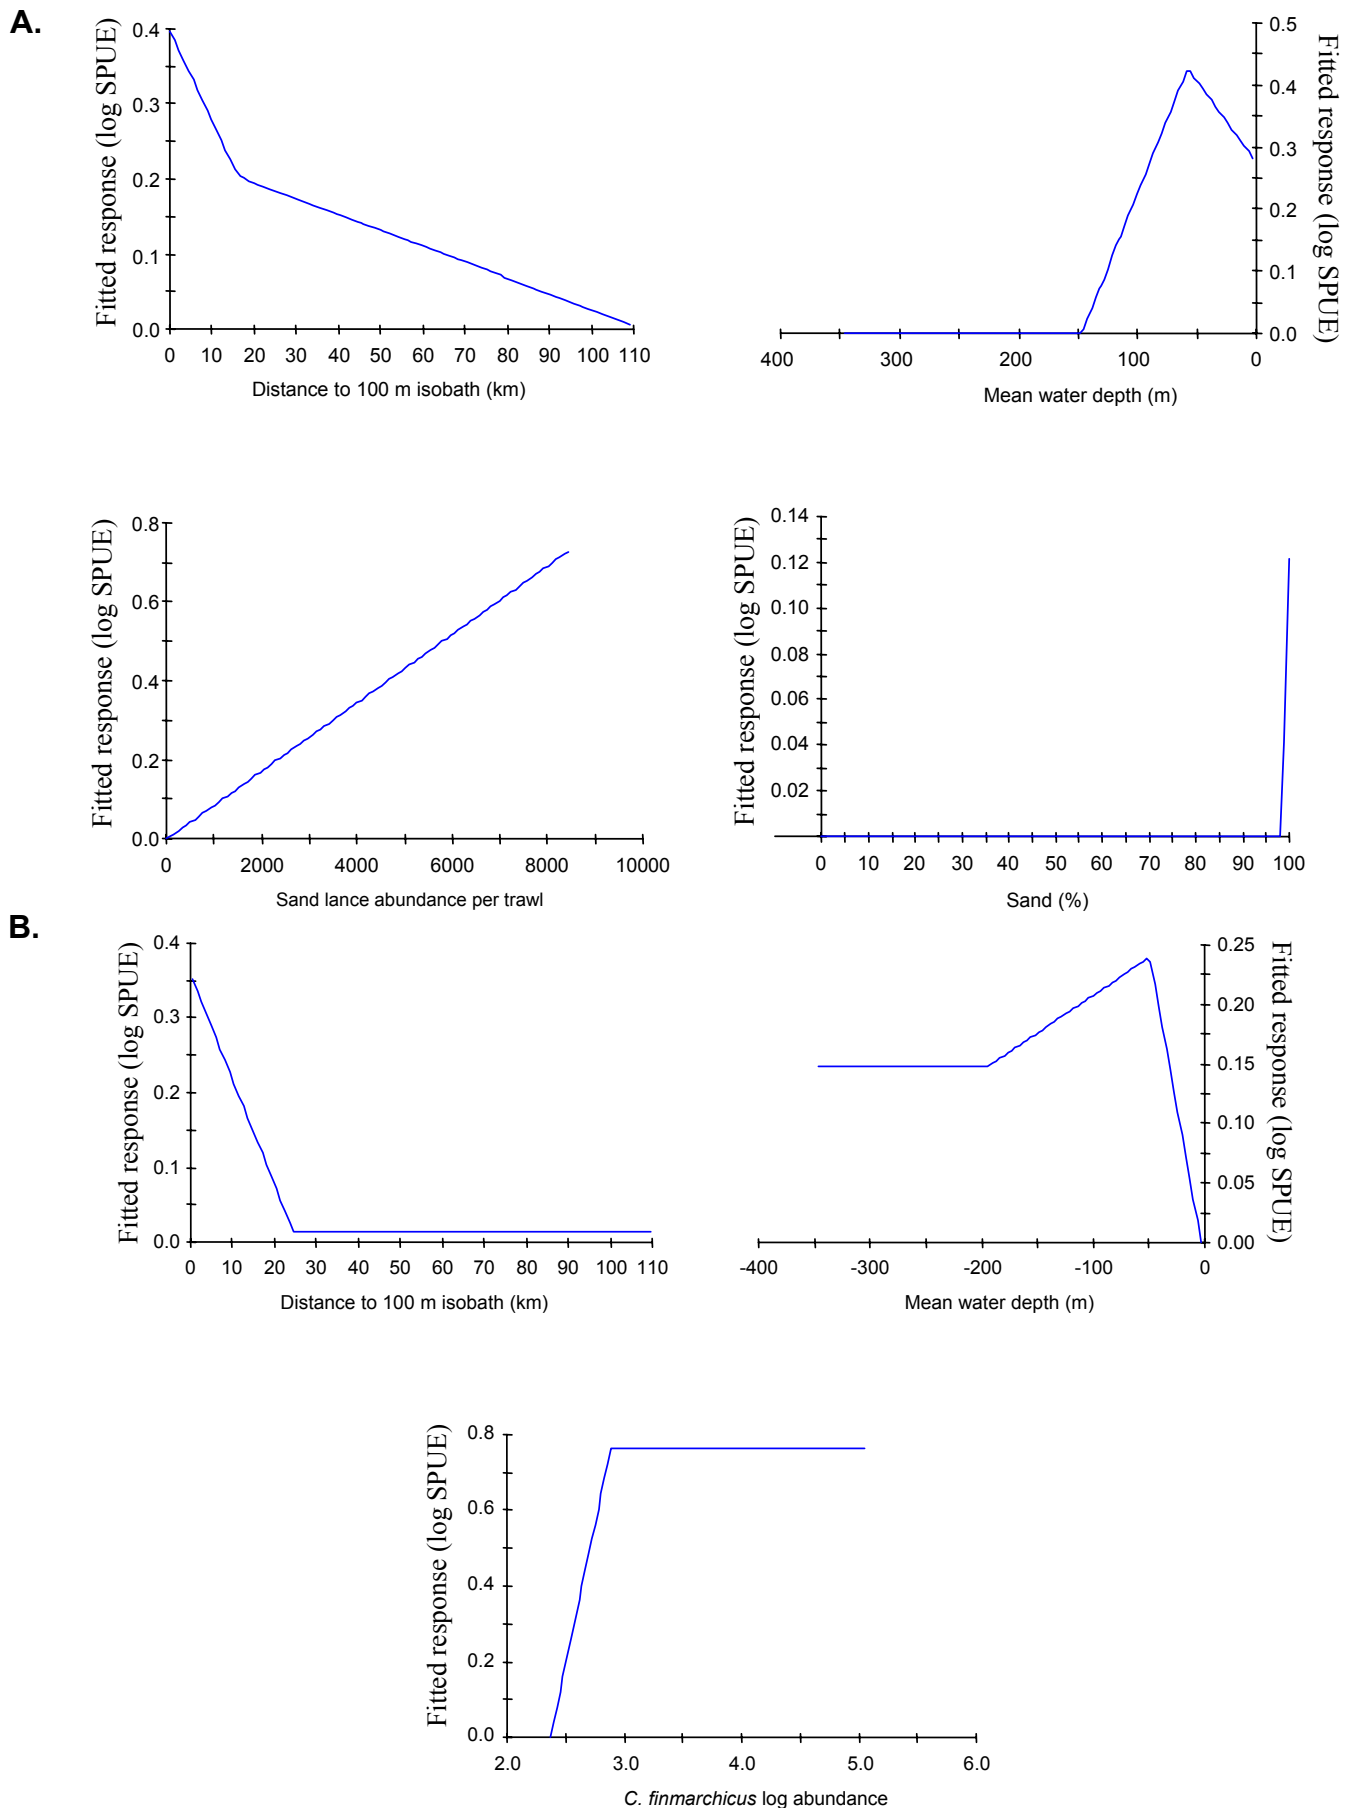 A.
Fitted response (log SPUE)
0.4
0.3
0.2
0.1
0.0
0 10 20 30 40 50 60 70 80 90 100 110
Distance to 100 m isobath (km)
Fitted response (log SPUE)
0.5
0.4
0.3
0.2
0.1
0.0
400 300 200 100 0
Mean water depth (m)
Fitted response (log SPUE)
0.8
0.6
0.4
0.2
0.0
0 2000 4000 6000 8000 10000
Sand lance abundance per trawl
Fitted response (log SPUE)
0.14
0.12
0.10
0.08
0.06
0.04
0.02
0 10 20 30 40 50 60 70 80 90 100
Sand (%)
B.
Fitted response (log SPUE)
0.4
0.3
0.2
0.1
0.0
0 10 20 30 40 50 60 70 80 90 100 110
Distance to 100 m isobath (km)
Fitted response (log SPUE)
0.25
0.20
0.15
0.10
0.05
0.00
-400 -300 -200 -100 0
Mean water depth (m)
Fitted response (log SPUE)
0.8
0.6
0.4
0.2
0.0
2.0 3.0 4.0 5.0 6.0
C. finmarchicus log abundance